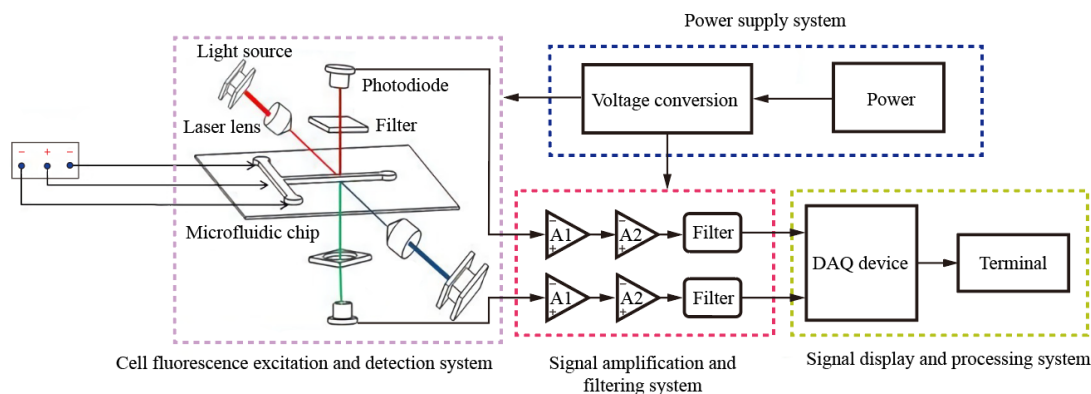 Power supply system
Light source
Photodiode
Laser lens
Filter
Voltage conversion
Power
− + −
Microfluidic chip
− A1 +
− A2 +
Filter
− A1 +
− A2 +
Filter
DAQ device
Terminal
Cell fluorescence excitation and detection system
Signal amplification and
filtering system
Signal display and processing system